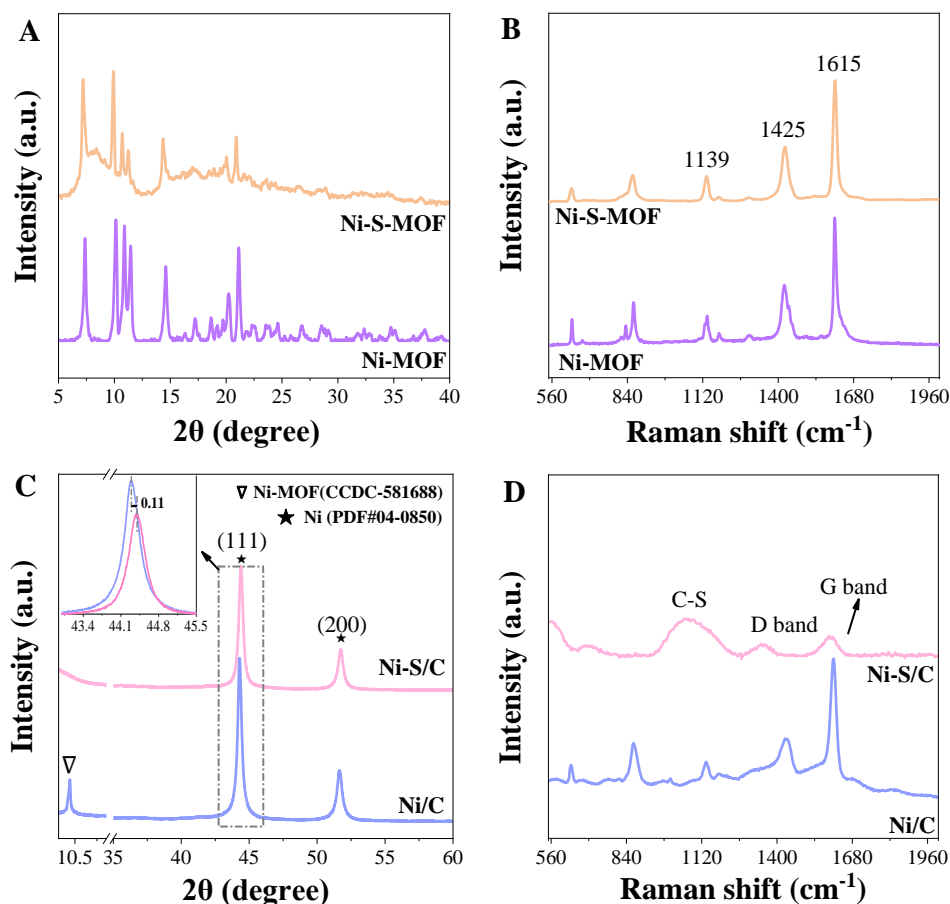 A
Intensity (a.u.)
Ni-S-MOF
Ni-MOF
5 10 15 20 25 30 35 40
2θ (degree)
B
Intensity (a.u.)
1615
1425
1139
Ni-S-MOF
Ni-MOF
560 840 1120 1400 1680 1960
Raman shift (cm⁻¹)
C
Intensity (a.u.)
0.11
43.4 44.1 44.8 45.5
Ni-MOF(CCDC-581688)
★ Ni (PDF#04-0850)
(111)
(200)
Ni-S/C
Ni/C
10.5 35 40 45 50 55 60
2θ (degree)
D
Intensity (a.u.)
C-S
D band
G band
Ni-S/C
Ni/C
560 840 1120 1400 1680 1960
Raman shift (cm⁻¹)